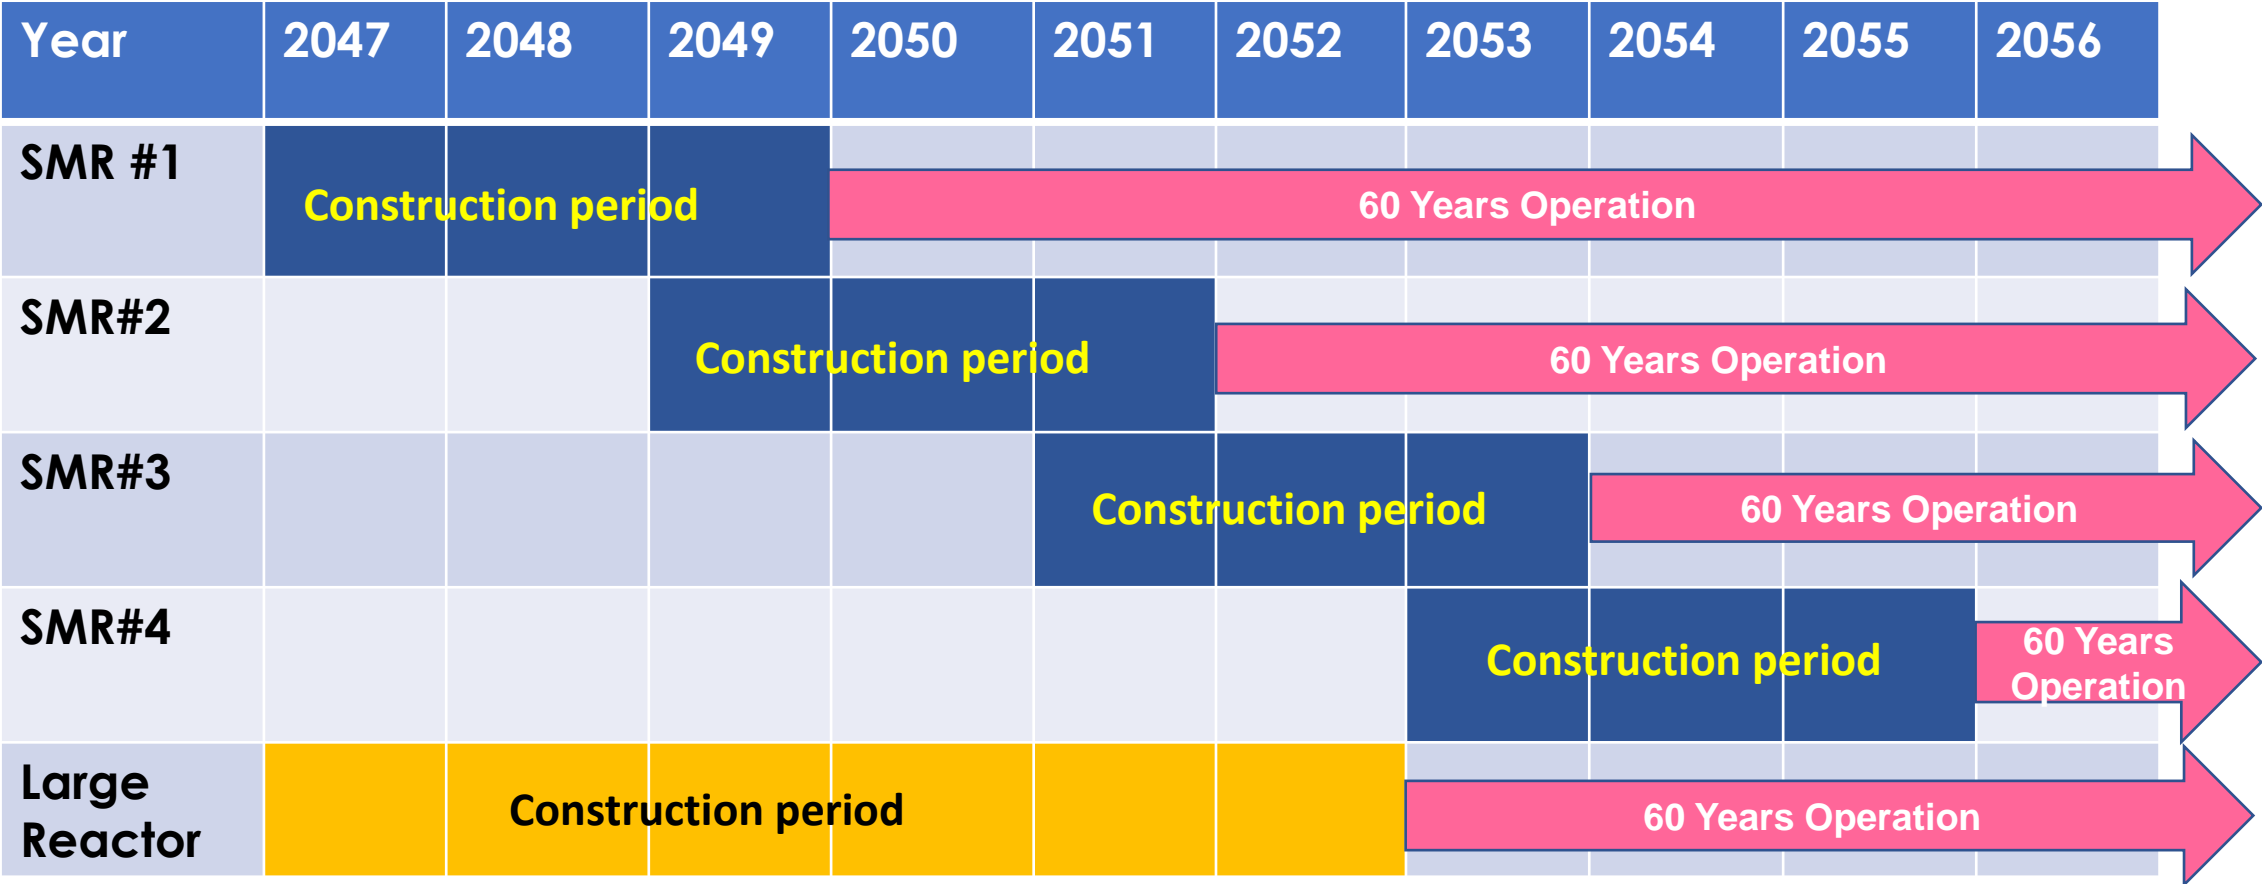 Year 2047 2048 2049 2050 2051 2052 2053 2054 2055 2056
SMR #1
Construction period
60 Years Operation
SMR#2
Construction period
60 Years Operation
SMR#3
Construction period
60 Years Operation
SMR#4
Construction period
60 Years
Operation
Large
Reactor
Construction period
60 Years Operation